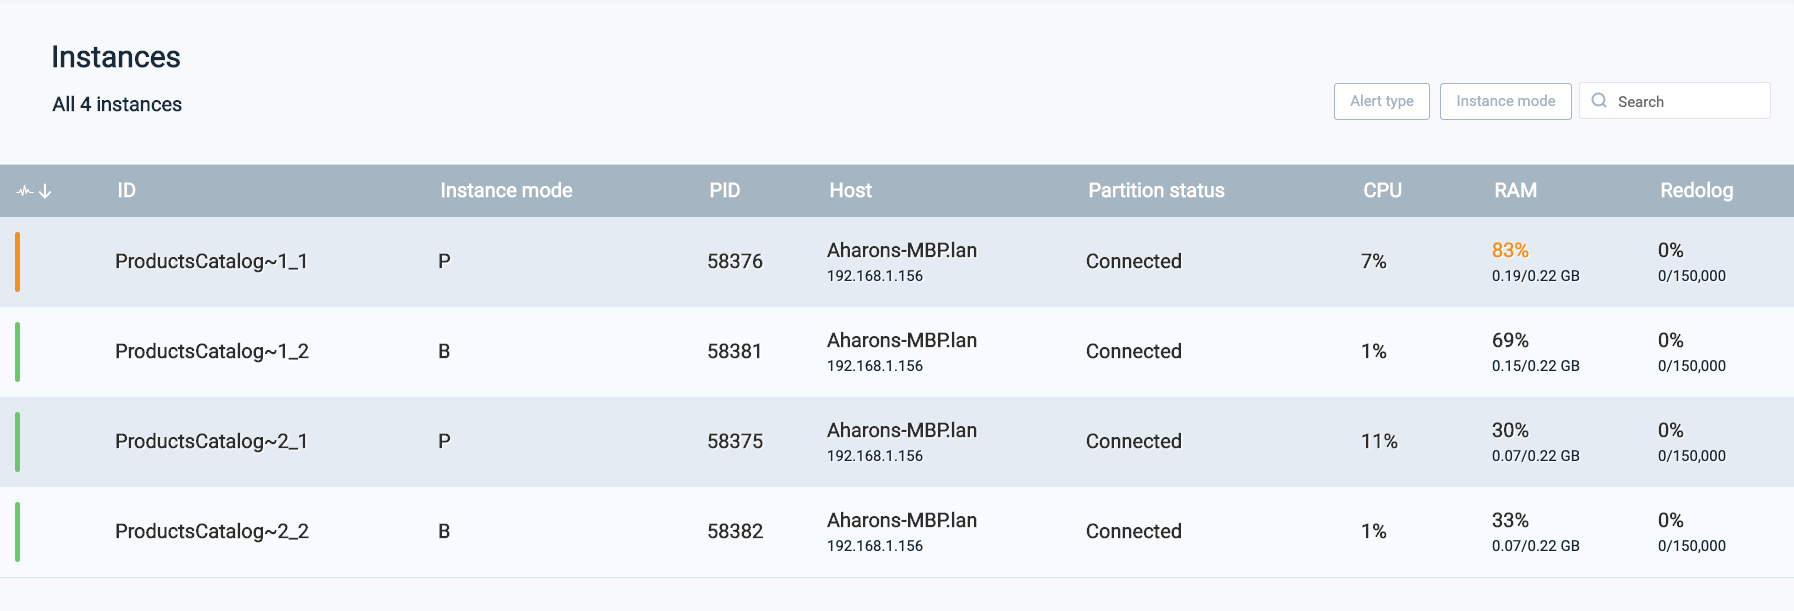 Instances
All 4 instances
Alert type Instance mode Search
ID Instance mode PID Host Partition status CPU RAM Redolog
ProductsCatalog~1_1 P 58376 Aharons-MBP.lan Connected 7% 83% 0%
192.168.1.156 0.19/0.22 GB 0/150,000
ProductsCatalog~1_2 B 58381 Aharons-MBP.lan Connected 1% 69% 0%
192.168.1.156 0.15/0.22 GB 0/150,000
ProductsCatalog~2_1 P 58375 Aharons-MBP.lan Connected 11% 30% 0%
192.168.1.156 0.07/0.22 GB 0/150,000
ProductsCatalog~2_2 B 58382 Aharons-MBP.lan Connected 1% 33% 0%
192.168.1.156 0.07/0.22 GB 0/150,000